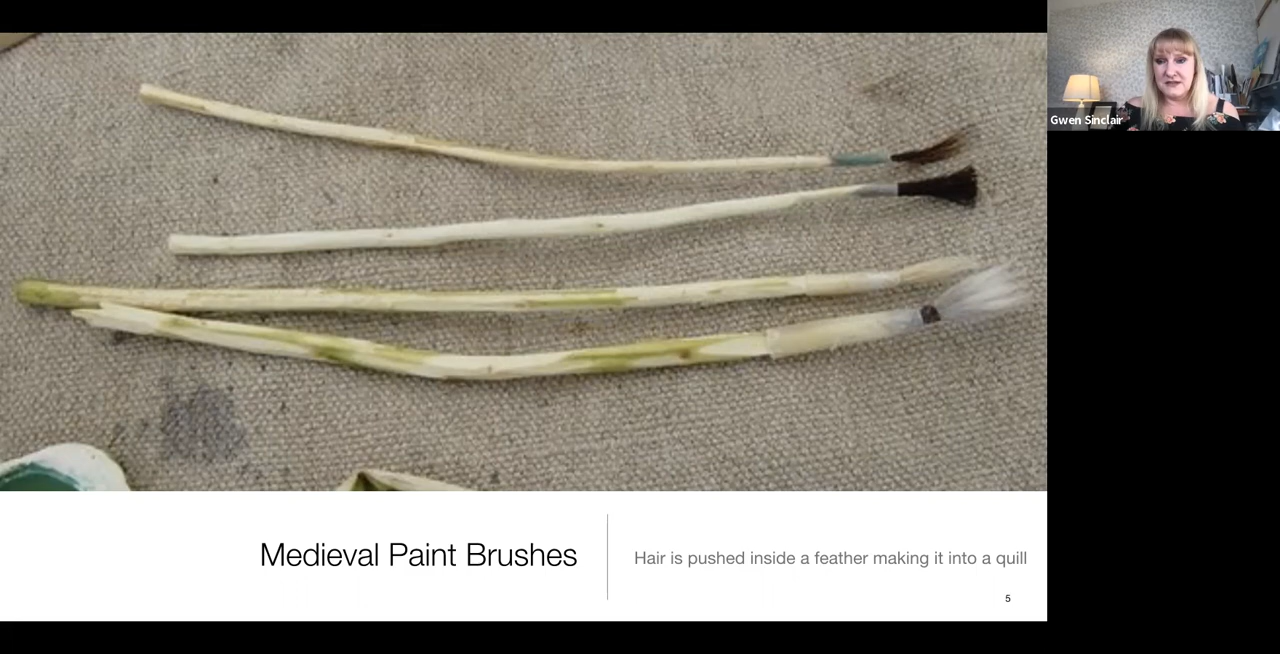 Gwen Sinclair
Medieval Paint Brushes
Hair is pushed inside a feather making it into a quill
5